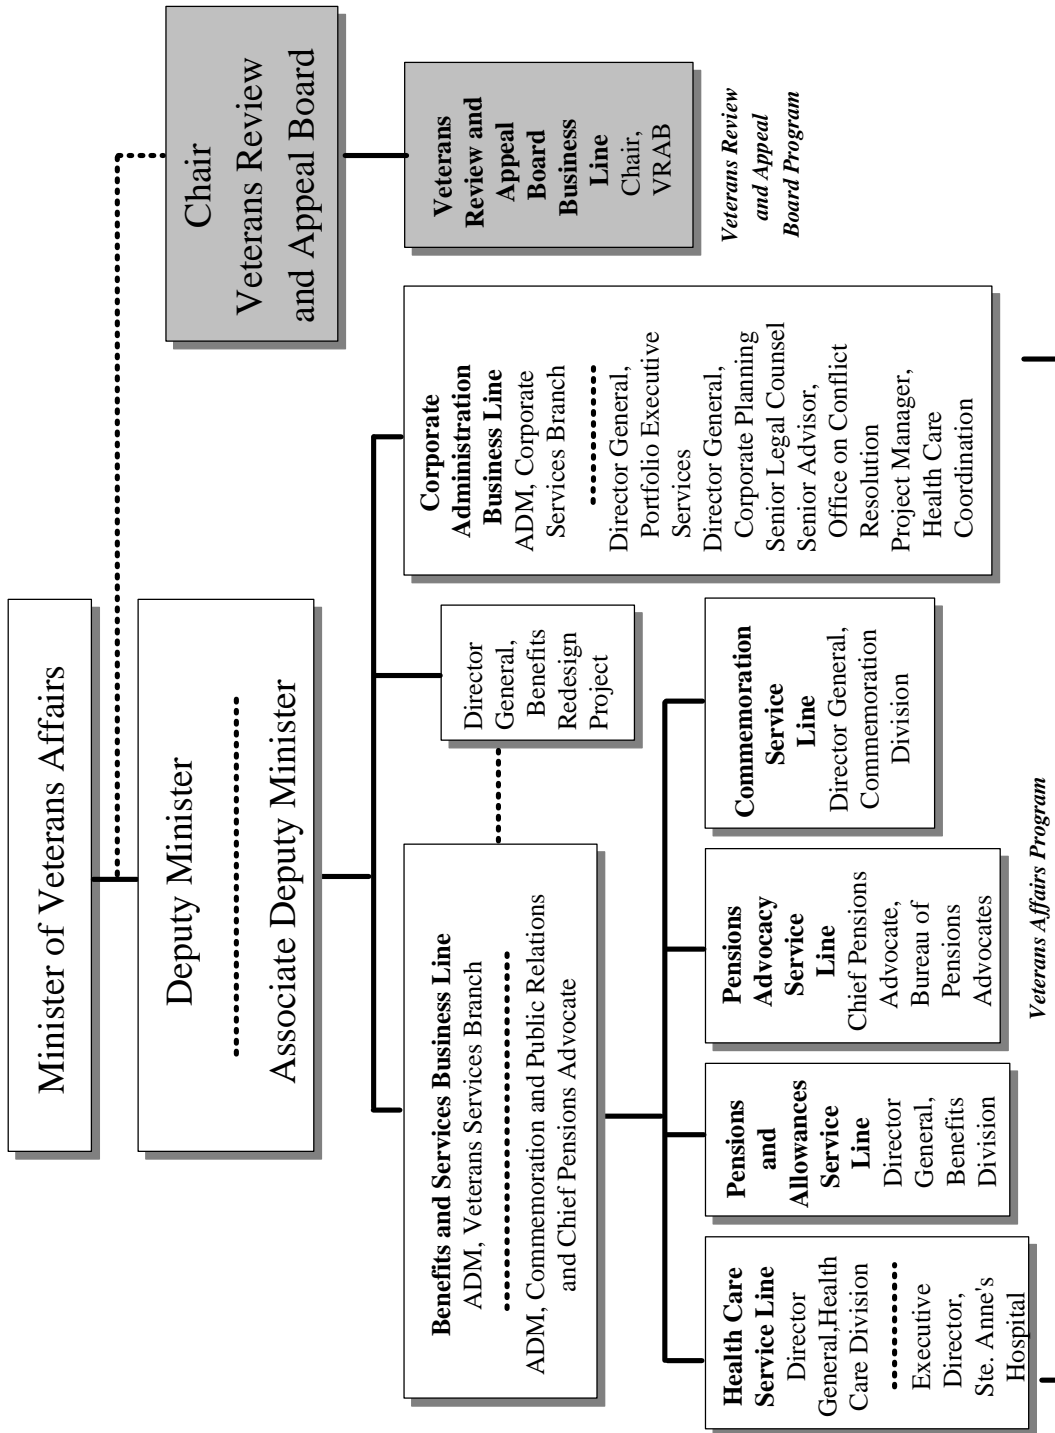 Minister of Veterans Affairs
Deputy Minister
Associate Deputy Minister
Chair
Veterans Review
and Appeal Board
Benefits and Services Business Line
ADM, Veterans Services Branch
ADM, Commemoration and Public Relations
and Chief Pensions Advocate
Director
General,
Benefits
Redesign
Project
Corporate
Administration
Business Line
ADM, Corporate
Services Branch
Director General,
Portfolio Executive
Services
Director General,
Corporate Planning
Senior Legal Counsel
Senior Advisor,
Office on Conflict
Resolution
Project Manager,
Health Care
Coordination
Veterans
Review and
Appeal
Board
Business
Line
Chair,
VRAB
Veterans Review
and Appeal
Board Program
Health Care
Service Line
Director
General,Health
Care Division
Executive
Director,
Ste. Anne's
Hospital
Pensions
and
Allowances
Service
Line
Director
General,
Benefits
Division
Pensions
Advocacy
Service
Line
Chief Pensions
Advocate,
Bureau of
Pensions
Advocates
Commemoration
Service
Line
Director General,
Commemoration
Division
Veterans Affairs Program